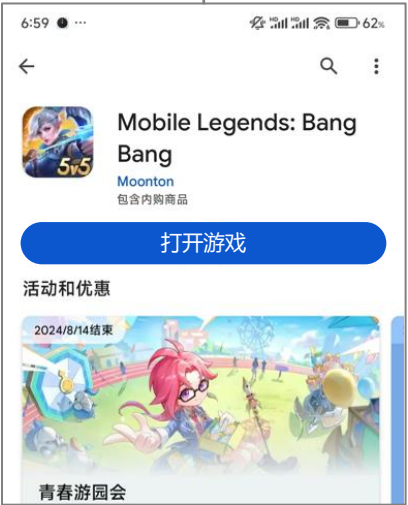 6:59 ··· 62%
Mobile Legends: Bang
Bang
5v5
Moonton
包含内购商品
打开游戏
活动和优惠
2024/8/14结束
青春游园会